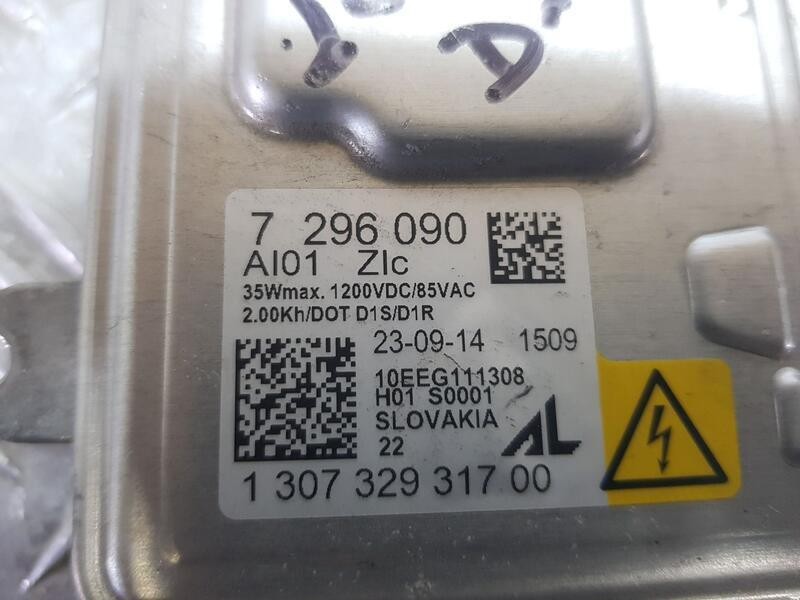 7 296 090
AI01 ZIc
35Wmax. 1200VDC/85VAC
2.00Kh/DOT D1S/D1R
23-09-14 1509
10EEG111308
H01 S0001
SLOVAKIA
22
AL
1 307 329 317 00